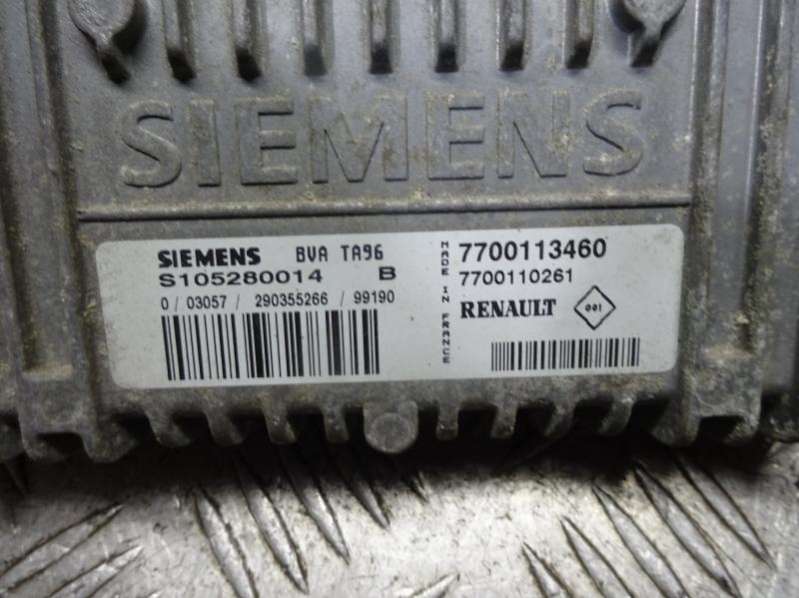 SIEMENS
SIEMENS BVA TA96
S105280014 B
0 / 03057 / 290355266 / 99190
MADE IN FRANCE
7700113460
7700110261
RENAULT 001